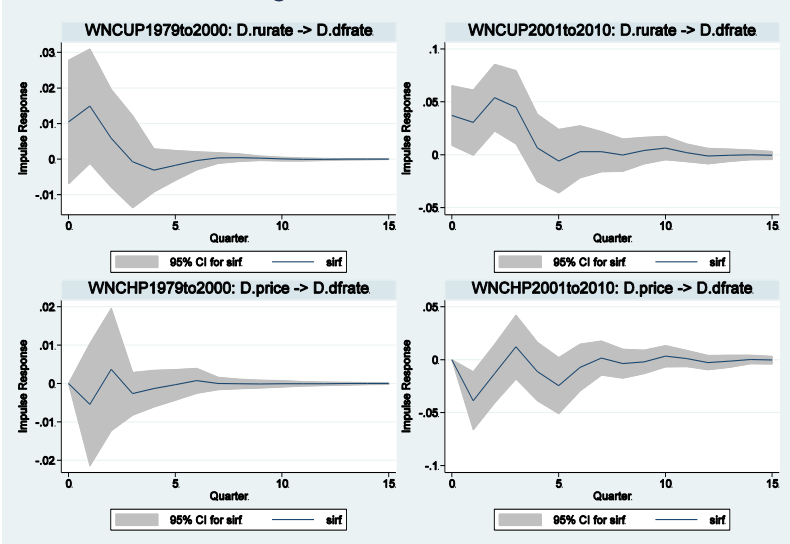 WNCUP1979to2000: D.rurate -> D.dfrate
.03
.02
.01
0
-.01
Impulse Response
0 5 10 15
Quarter
95% CI for sirf sirf
WNCUP2001to2010: D.rurate -> D.dfrate
.1
.05
0
-.05
Impulse Response
0 5 10 15
Quarter
95% CI for sirf sirf
WNCHP1979to2000: D.price -> D.dfrate
.02
.01
0
-.01
-.02
Impulse Response
0 5 10 15
Quarter
95% CI for sirf sirf
WNCHP2001to2010: D.price -> D.dfrate
.05
0
-.05
-.1
Impulse Response
0 5 10 15
Quarter
95% CI for sirf sirf